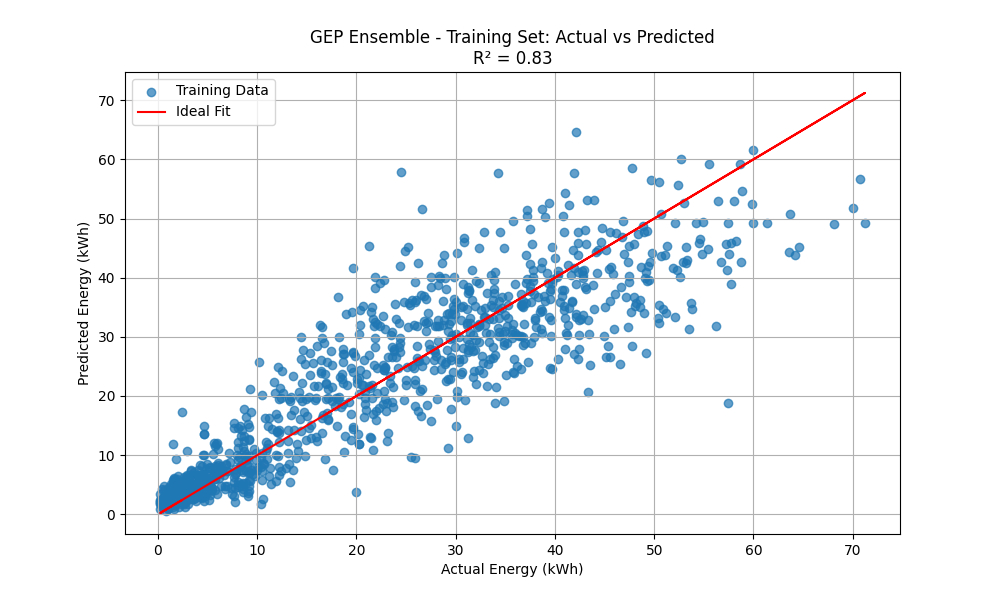 GEP Ensemble - Training Set: Actual vs Predicted
R² = 0.83
Training Data
Ideal Fit
70
60
50
40
30
20
10
0
Predicted Energy (kWh)
0 10 20 30 40 50 60 70
Actual Energy (kWh)